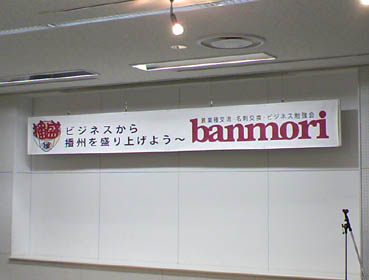 ビジネスから
播州を盛り上げよう～
異業種交流・名刺交換・ビジネス勉強会
banmori